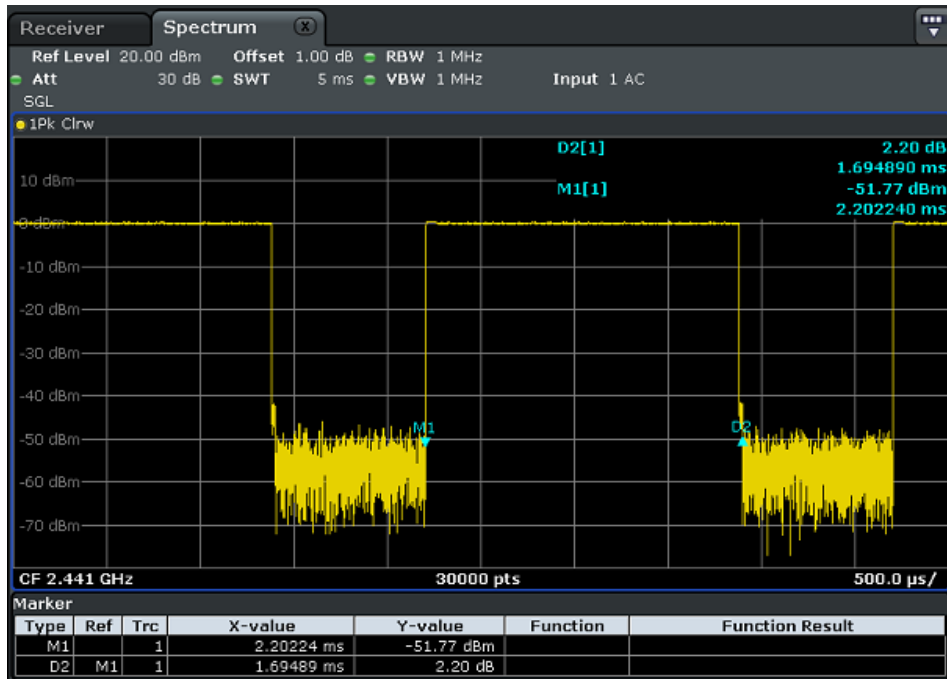 Receiver Spectrum X
Ref Level 20.00 dBm Offset 1.00 dB RBW 1 MHz
Att 30 dB SWT 5 ms VBW 1 MHz Input 1 AC
SGL
1Pk Clrw
D2[1] 2.20 dB
1.694890 ms
10 dBm
M1[1] -51.77 dBm
2.202240 ms
0 dBm
-10 dBm
-20 dBm
-30 dBm
-40 dBm
M1 D2
-50 dBm
-60 dBm
-70 dBm
CF 2.441 GHz 30000 pts 500.0 µs/
Marker
Type Ref Trc X-value Y-value Function Function Result
M1 1 2.20224 ms -51.77 dBm
D2 M1 1 1.69489 ms 2.20 dB